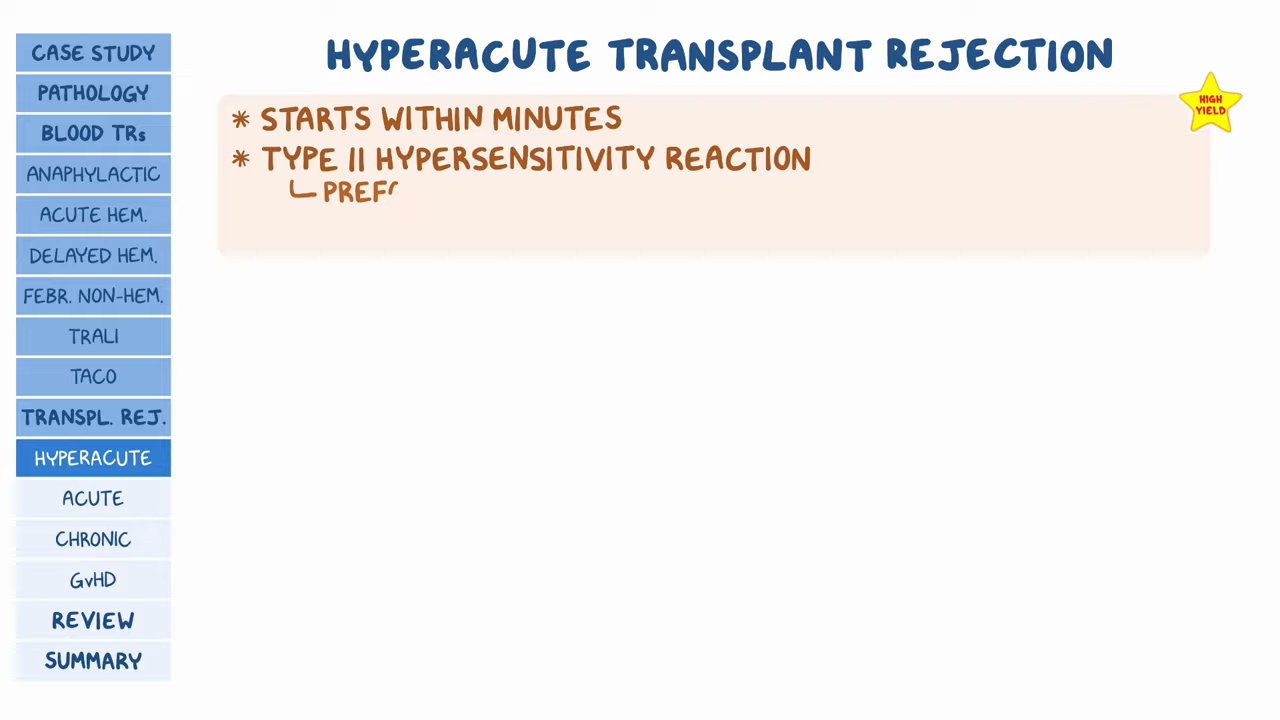 CASE STUDY
PATHOLOGY
BLOOD TRs
ANAPHYLACTIC
ACUTE HEM.
DELAYED HEM.
FEBR. NON-HEM.
TRALI
TACO
TRANSPL. REJ.
HYPERACUTE
ACUTE
CHRONIC
GvHD
REVIEW
SUMMARY
HYPERACUTE TRANSPLANT REJECTION
HIGH
YIELD
* STARTS WITHIN MINUTES
* TYPE II HYPERSENSITIVITY REACTION